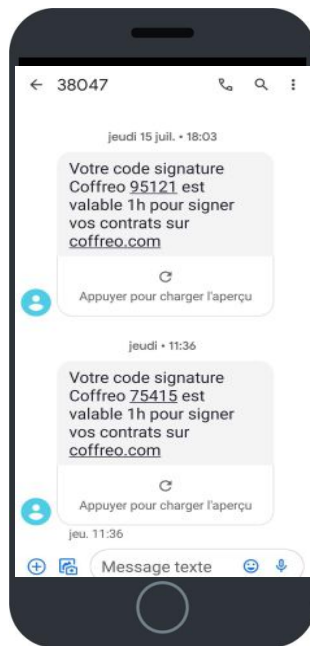 38047
jeudi 15 juil. • 18:03
Votre code signature
Coffreo 95121 est
valable 1h pour signer
vos contrats sur
coffreo.com
Appuyer pour charger l'aperçu
jeudi • 11:36
Votre code signature
Coffreo 75415 est
valable 1h pour signer
vos contrats sur
coffreo.com
Appuyer pour charger l'aperçu
jeu. 11:36
Message texte